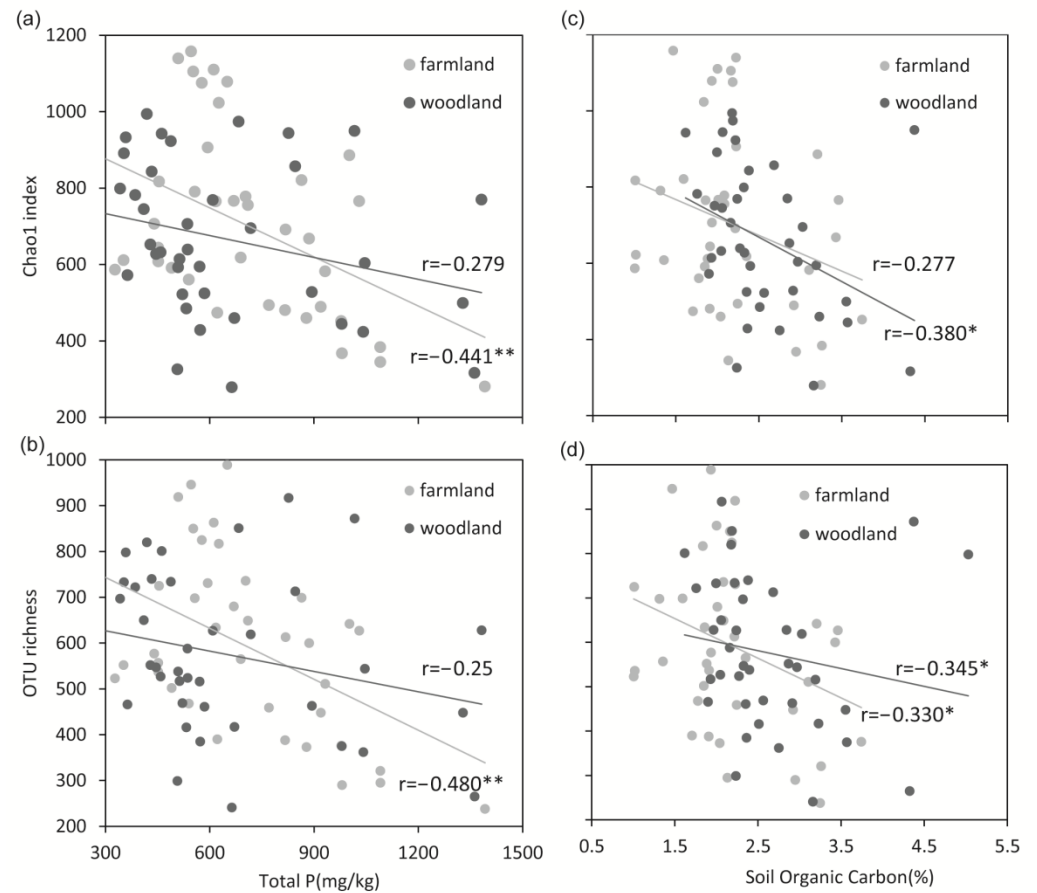 (a)
1200
1000
800
600
400
200
Chao1 index
farmland
woodland
r=−0.279
r=−0.441**
(c)
farmland
woodland
r=−0.277
r=−0.380*
(b)
1000
900
800
700
600
500
400
300
200
OTU richness
farmland
woodland
r=−0.25
r=−0.480**
300 600 900 1200 1500
Total P(mg/kg)
(d)
farmland
woodland
r=−0.345*
r=−0.330*
0.5 1.5 2.5 3.5 4.5 5.5
Soil Organic Carbon(%)